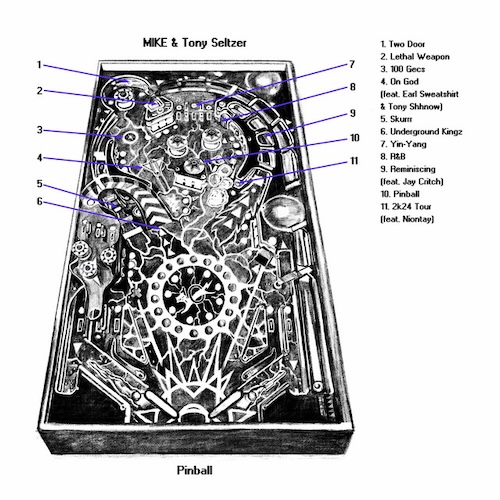 MIKE & Tony Seltzer
1
2
3
4
5
6
7
8
9
10
11
1. Two Door
2. Lethal Weapon
3. 100 Gecs
4. On God
(feat. Earl Sweatshirt
& Tony Shhnow)
5. Skurrr
6. Underground Kingz
7. Yin-Yang
8. R&B
9. Reminiscing
(feat. Jay Critch)
10. Pinball
11. 2k24 Tour
(feat. Niontay)
Pinball